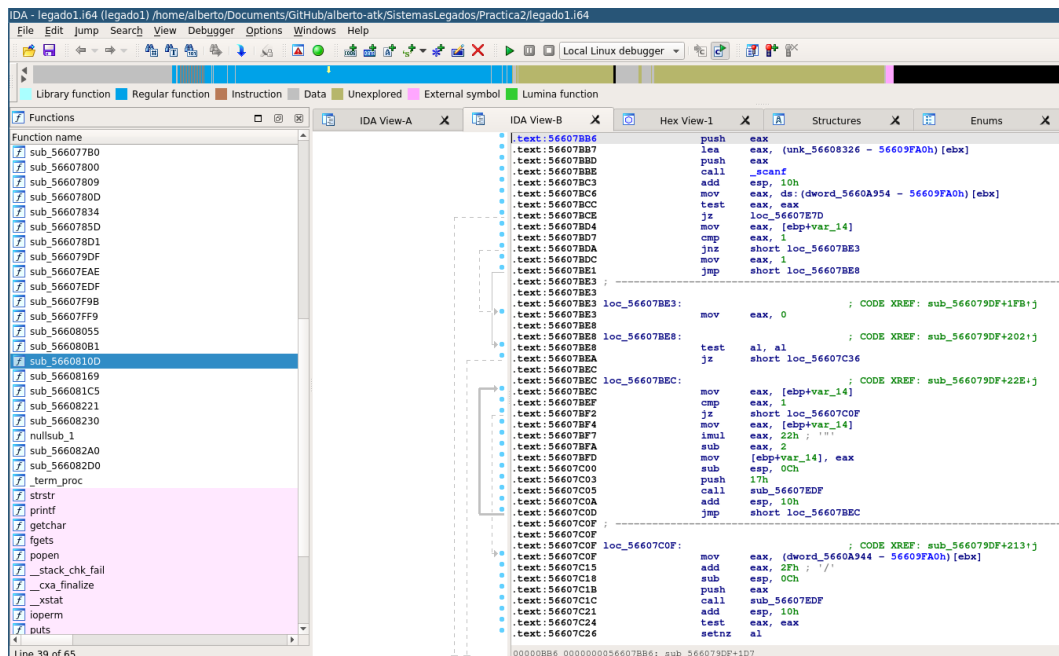 IDA - legado1.i64 (legado1) /home/alberto/Documents/GitHub/alberto-atk/SistemasLegados/Practica2/legado1.i64
File Edit Jump Search View Debugger Options Windows Help
Local Linux debugger
Library function Regular function Instruction Data Unexplored External symbol Lumina function
Functions
Function name
sub_566077B0
sub_56607800
sub_56607809
sub_5660780D
sub_56607834
sub_5660785D
sub_566078D1
sub_566079DF
sub_56607EAE
sub_56607EDF
sub_56607F9B
sub_56607FF9
sub_56608055
sub_566080B1
sub_5660810D
sub_56608169
sub_566081C5
sub_56608221
sub_56608230
nullsub_1
sub_566082A0
sub_566082D0
_term_proc
strstr
printf
getchar
fgets
popen
__stack_chk_fail
__cxa_finalize
__xstat
ioperm
puts
Line 39 of 65
IDA View-A
IDA View-B
Hex View-1
Structures
Enums
.text:56607BB6 push eax
.text:56607BB7 lea eax, (unk_56608326 - 56609FA0h)[ebx]
.text:56607BBD push eax
.text:56607BBE call _scanf
.text:56607BC3 add esp, 10h
.text:56607BC6 mov eax, ds:(dword_5660A954 - 56609FA0h)[ebx]
.text:56607BCC test eax, eax
.text:56607BCE jz loc_56607E7D
.text:56607BD4 mov eax, [ebp+var_14]
.text:56607BD7 cmp eax, 1
.text:56607BDA jnz short loc_56607BE3
.text:56607BDC mov eax, 1
.text:56607BE1 jmp short loc_56607BE8
.text:56607BE3 ; ---------------------------------------------------------------------------
.text:56607BE3
.text:56607BE3 loc_56607BE3: ; CODE XREF: sub_566079DF+1FB↑j
.text:56607BE3 mov eax, 0
.text:56607BE8
.text:56607BE8 loc_56607BE8: ; CODE XREF: sub_566079DF+202↑j
.text:56607BE8 test al, al
.text:56607BEA jz short loc_56607C36
.text:56607BEC
.text:56607BEC loc_56607BEC: ; CODE XREF: sub_566079DF+22E↓j
.text:56607BEC mov eax, [ebp+var_14]
.text:56607BEF cmp eax, 1
.text:56607BF2 jz short loc_56607C0F
.text:56607BF4 mov eax, [ebp+var_14]
.text:56607BF7 imul eax, 22h ; '"'
.text:56607BFA sub eax, 2
.text:56607BFD mov [ebp+var_14], eax
.text:56607C00 sub esp, 0Ch
.text:56607C03 push 17h
.text:56607C05 call sub_56607EDF
.text:56607C0A add esp, 10h
.text:56607C0D jmp short loc_56607BEC
.text:56607C0F ; ---------------------------------------------------------------------------
.text:56607C0F
.text:56607C0F loc_56607C0F: ; CODE XREF: sub_566079DF+213↑j
.text:56607C0F mov eax, (dword_5660A944 - 56609FA0h)[ebx]
.text:56607C15 add eax, 2Fh ; '/'
.text:56607C18 sub esp, 0Ch
.text:56607C1B push eax
.text:56607C1C call sub_56607EDF
.text:56607C21 add esp, 10h
.text:56607C24 test eax, eax
.text:56607C26 setnz al
00000BB6 0000000056607BB6: sub_566079DF+1D7